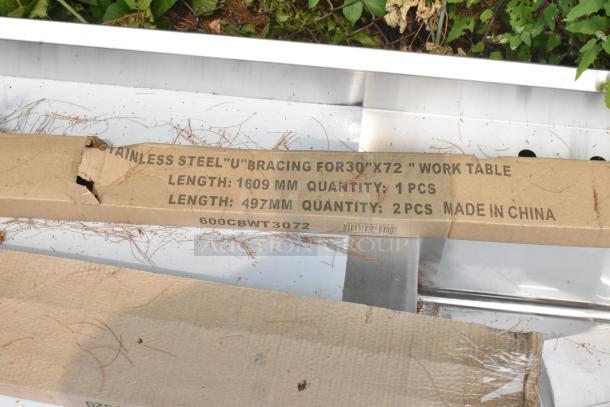 TAINLESS STEEL "U" BRACING FOR 30"X72" WORK TABLE
LENGTH: 1609 MM QUANTITY: 1 PCS
LENGTH: 497MM QUANTITY: 2 PCS MADE IN CHINA
600CBWT3072